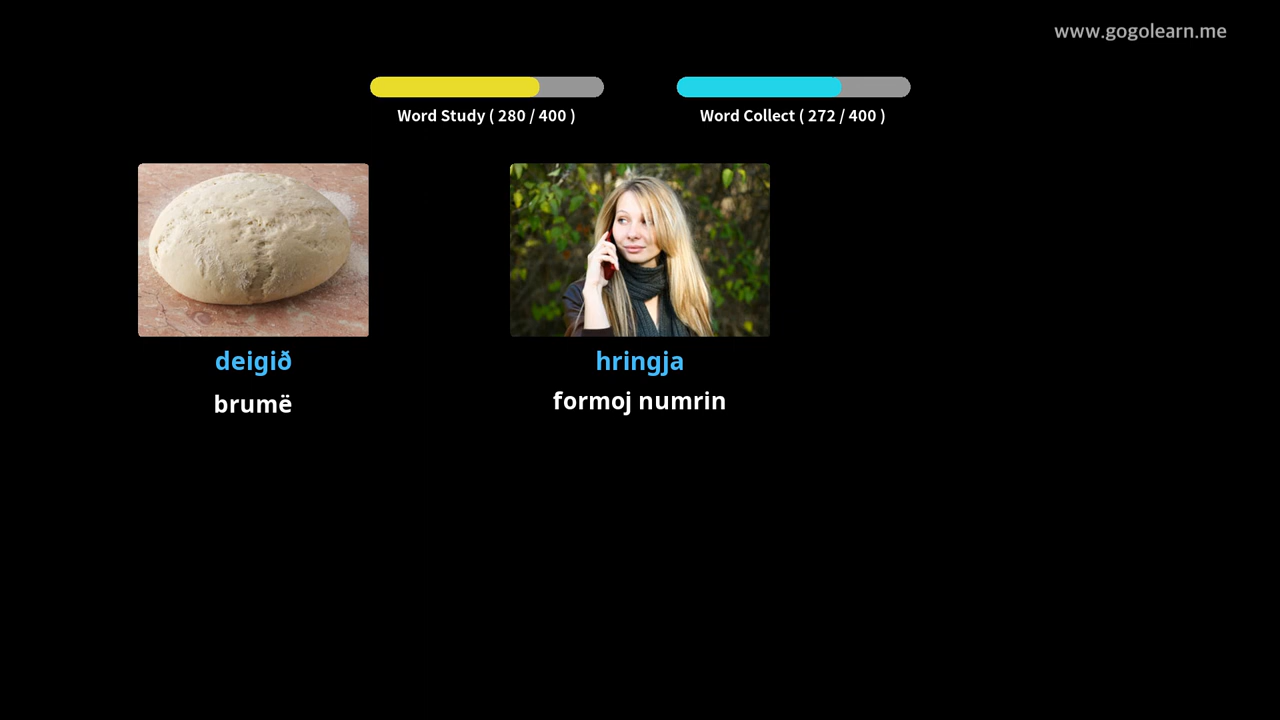 www.gogolearn.me
Word Study ( 280 / 400 )
Word Collect ( 272 / 400 )
deigið
brumë
hringja
formoj numrin